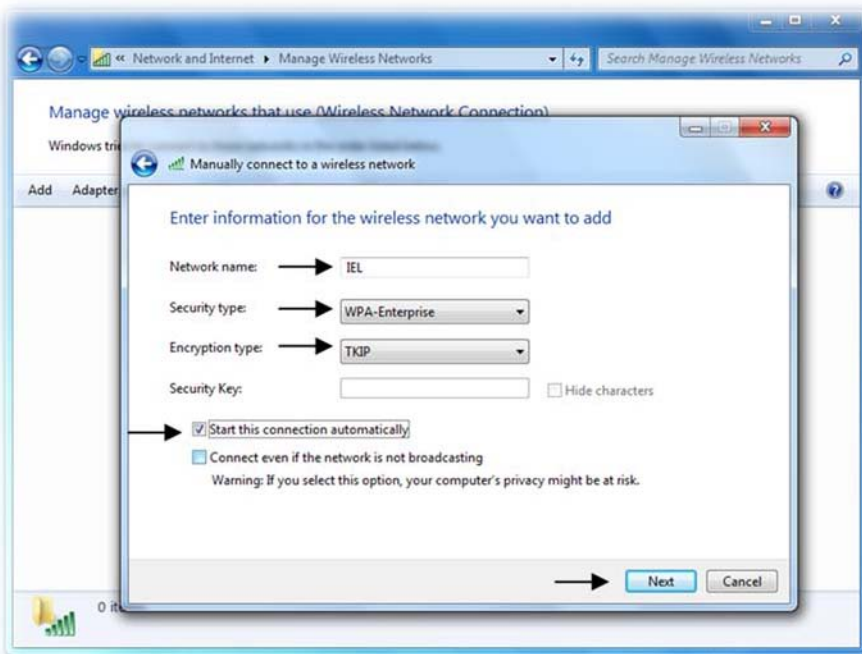 Network and Internet ▸ Manage Wireless Networks
Search Manage Wireless Networks
Manage wireless networks that use (Wireless Network Connection)
Windows
Manually connect to a wireless network
Add Adapter
Enter information for the wireless network you want to add
Network name: IEL
Security type: WPA-Enterprise
Encryption type: TKIP
Security Key:
Hide characters
Start this connection automatically
Connect even if the network is not broadcasting
Warning: If you select this option, your computer's privacy might be at risk.
Next Cancel
0